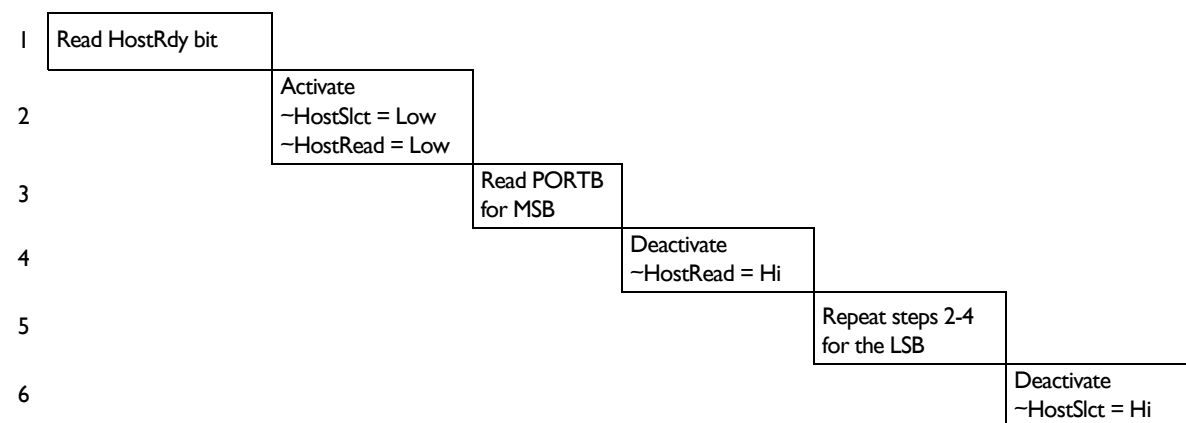 1 Read HostRdy bit
Activate
2 ~HostSlct = Low
~HostRead = Low
3 Read PORTB
for MSB
4 Deactivate
~HostRead = Hi
5 Repeat steps 2-4
for the LSB
6 Deactivate
~HostSlct = Hi